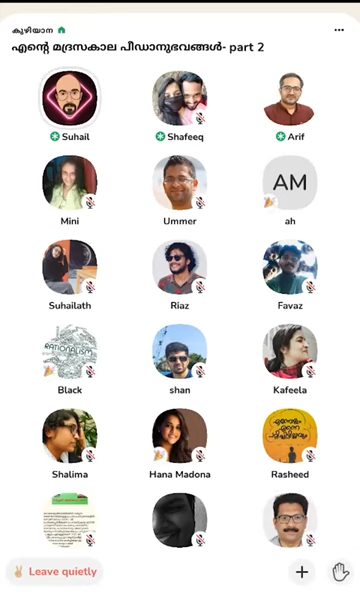 കുഴിയാന
എന്റെ മദ്രസകാല പീഡാനുഭവങ്ങൾ- part 2
Suhail Shafeeq Arif
AM
Mini Ummer ah
Suhailath Riaz Favaz
RATIONALISM
Black shan Kafeela
Shalima Hana Madona Rasheed
Leave quietly